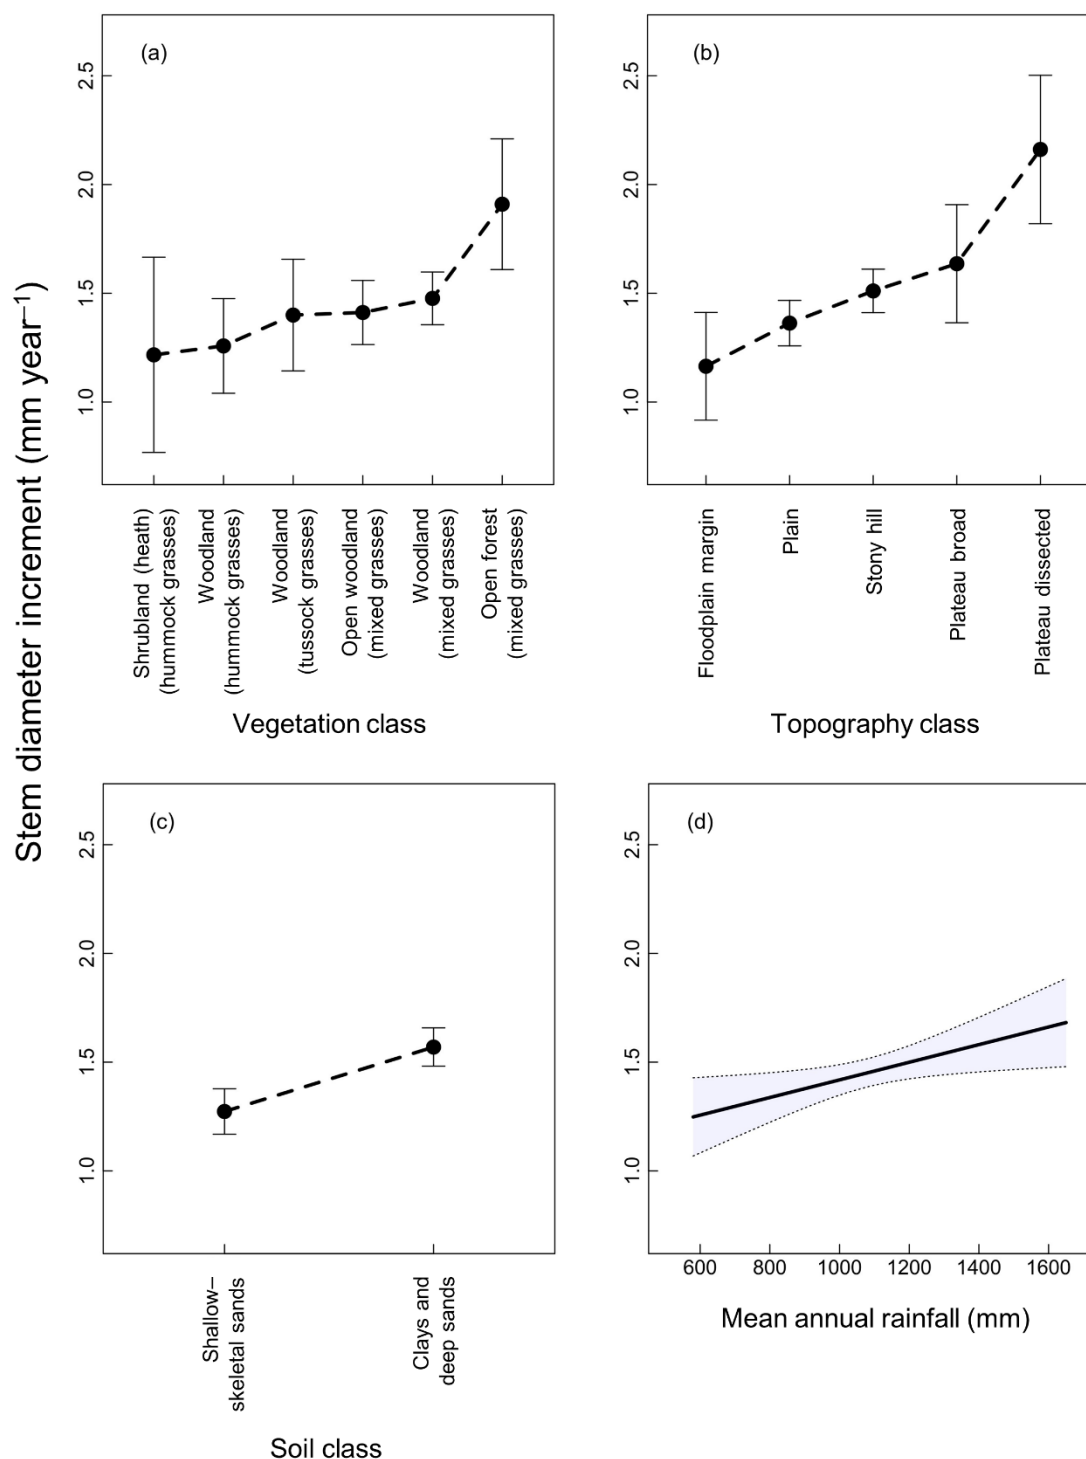 Stem diameter increment (mm year⁻¹)
(a)
2.5
2.0
1.5
1.0
Shrubland (heath)
(hummock grasses)
Woodland
(hummock grasses)
Woodland
(tussock grasses)
Open woodland
(mixed grasses)
Woodland
(mixed grasses)
Open forest
(mixed grasses)
Vegetation class
(b)
2.5
2.0
1.5
1.0
Floodplain margin
Plain
Stony hill
Plateau broad
Plateau dissected
Topography class
(c)
2.5
2.0
1.5
1.0
Shallow–
skeletal sands
Clays and
deep sands
Soil class
(d)
2.5
2.0
1.5
1.0
600 800 1000 1200 1400 1600
Mean annual rainfall (mm)